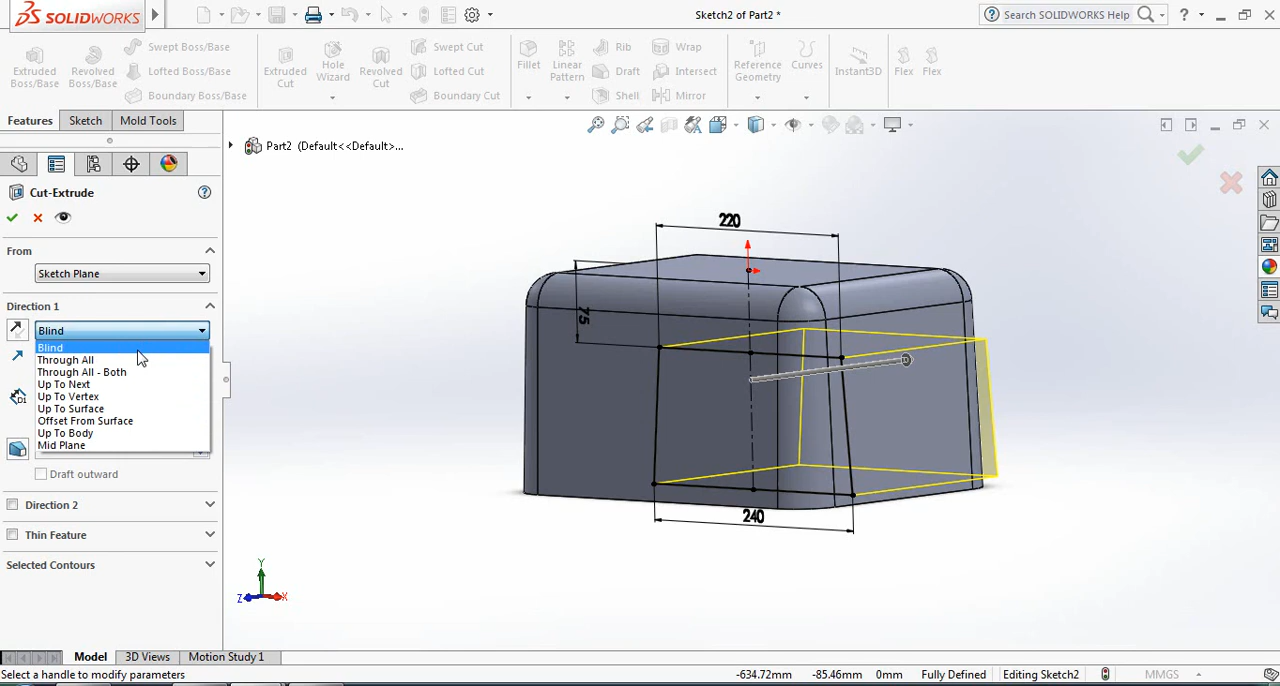 SOLIDWORKS
Sketch2 of Part2 *
Search SOLIDWORKS Help
Extruded Boss/Base
Revolved Boss/Base
Swept Boss/Base
Lofted Boss/Base
Boundary Boss/Base
Extruded Cut
Hole Wizard
Revolved Cut
Swept Cut
Lofted Cut
Boundary Cut
Fillet
Linear Pattern
Rib
Draft
Shell
Wrap
Intersect
Mirror
Reference Geometry
Curves
Instant3D
Flex
Flex
Features
Sketch
Mold Tools
Part2 (Default<<Default>...
Cut-Extrude
From
Sketch Plane
Direction 1
Blind
Blind
Through All
Through All - Both
Up To Next
Up To Vertex
Up To Surface
Offset From Surface
Up To Body
Mid Plane
Draft outward
Direction 2
Thin Feature
Selected Contours
220
75
240
Y
Z
X
Model
3D Views
Motion Study 1
Select a handle to modify parameters
-634.72mm
-85.46mm
0mm
Fully Defined
Editing Sketch2
MMGS